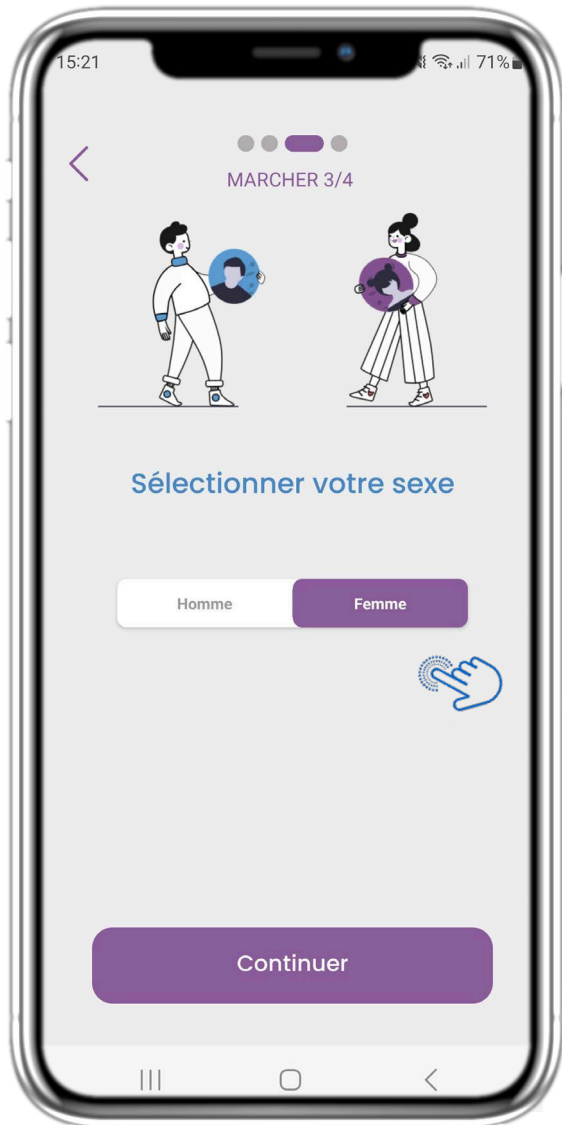 15:21
71%
MARCHER 3/4
Sélectionner votre sexe
Homme
Femme
Continuer